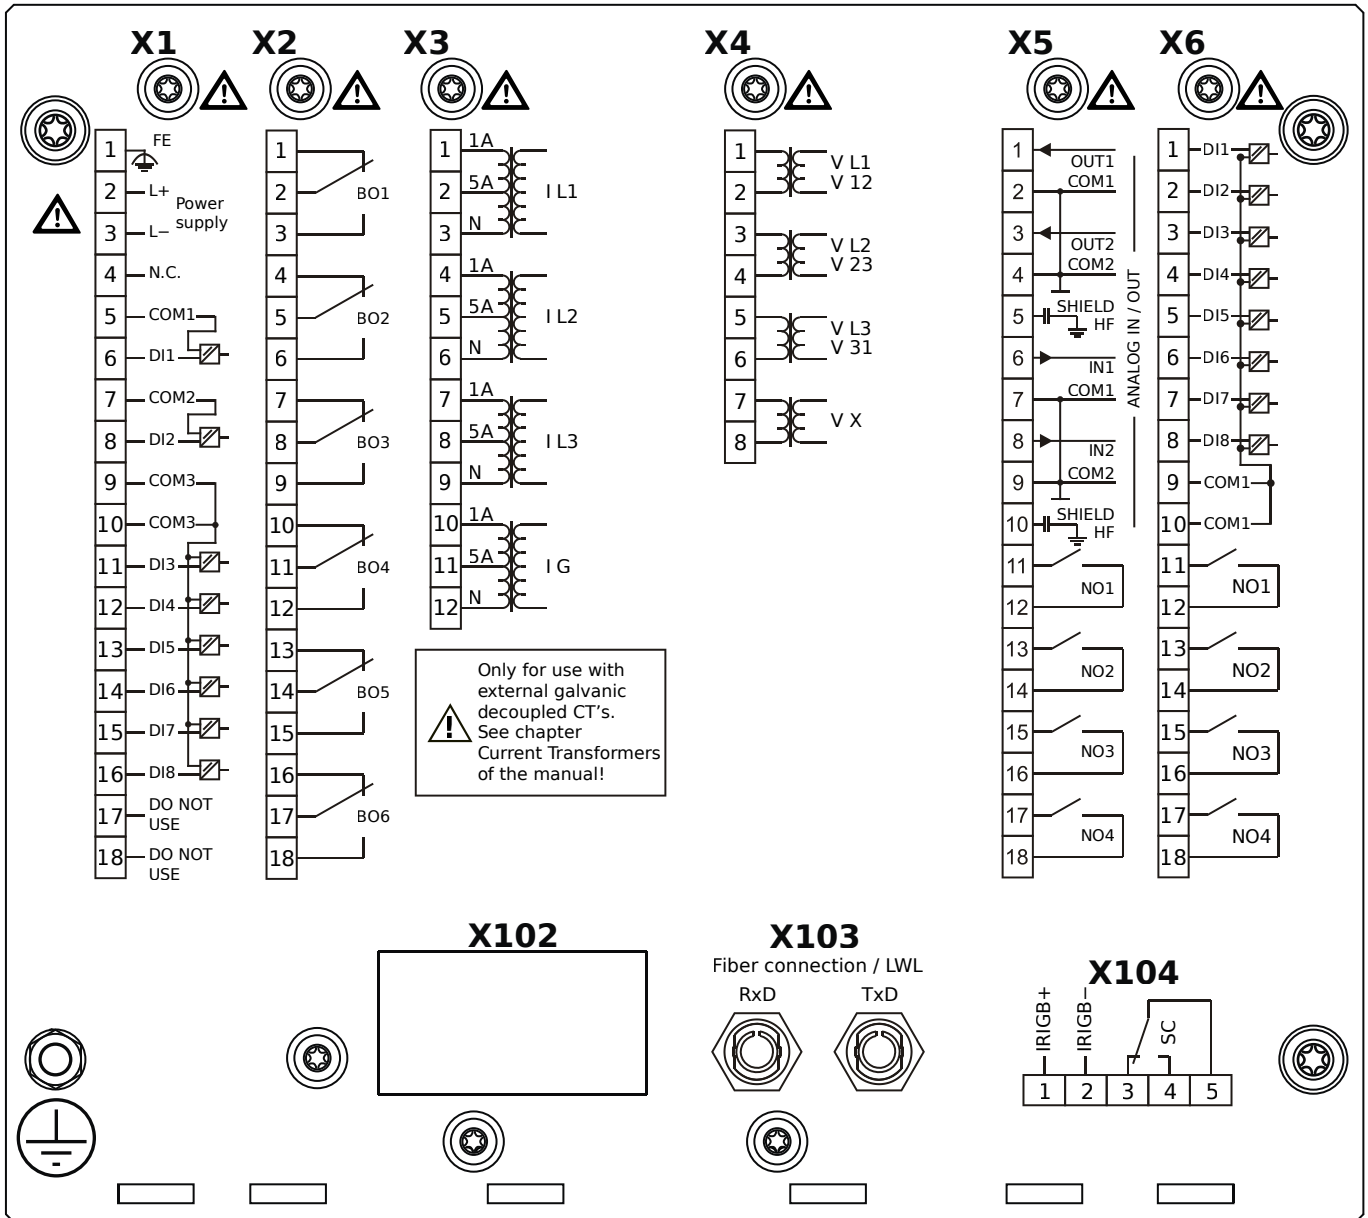 X1
X2
X3
X4
X5
X6
1 FE
2 L+
Power
supply
3 L−
4 N.C.
5 COM1
6 DI1
7 COM2
8 DI2
9 COM3
10 COM3
11 DI3
12 DI4
13 DI5
14 DI6
15 DI7
16 DI8
17 DO NOT
USE
18 DO NOT
USE
1
2 BO1
3
4
5 BO2
6
7
8 BO3
9
10
11 BO4
12
13
14 BO5
15
16
17 BO6
18
1 1A
2 5A I L1
3 N
4 1A
5 5A I L2
6 N
7 1A
8 5A I L3
9 N
10 1A
11 5A I G
12 N
Only for use with
external galvanic
decoupled CT's.
See chapter
Current Transformers
of the manual!
1 V L1
2 V 12
3 V L2
4 V 23
5 V L3
6 V 31
7
V X
8
1 OUT1
2 COM1
3 OUT2
4 COM2
5 SHIELD
HF
6 IN1
7 COM1
8 IN2
9 COM2
10 SHIELD
HF
ANALOG IN / OUT
11
NO1
12
13
NO2
14
15
NO3
16
17
NO4
18
1 DI1
2 DI2
3 DI3
4 DI4
5 DI5
6 DI6
7 DI7
8 DI8
9 COM1
10 COM1
11
NO1
12
13
NO2
14
15
NO3
16
17
NO4
18
X102
X103
Fiber connection / LWL
RxD TxD
X104
IRIGB+
IRIGB−
SC
1 2 3 4 5